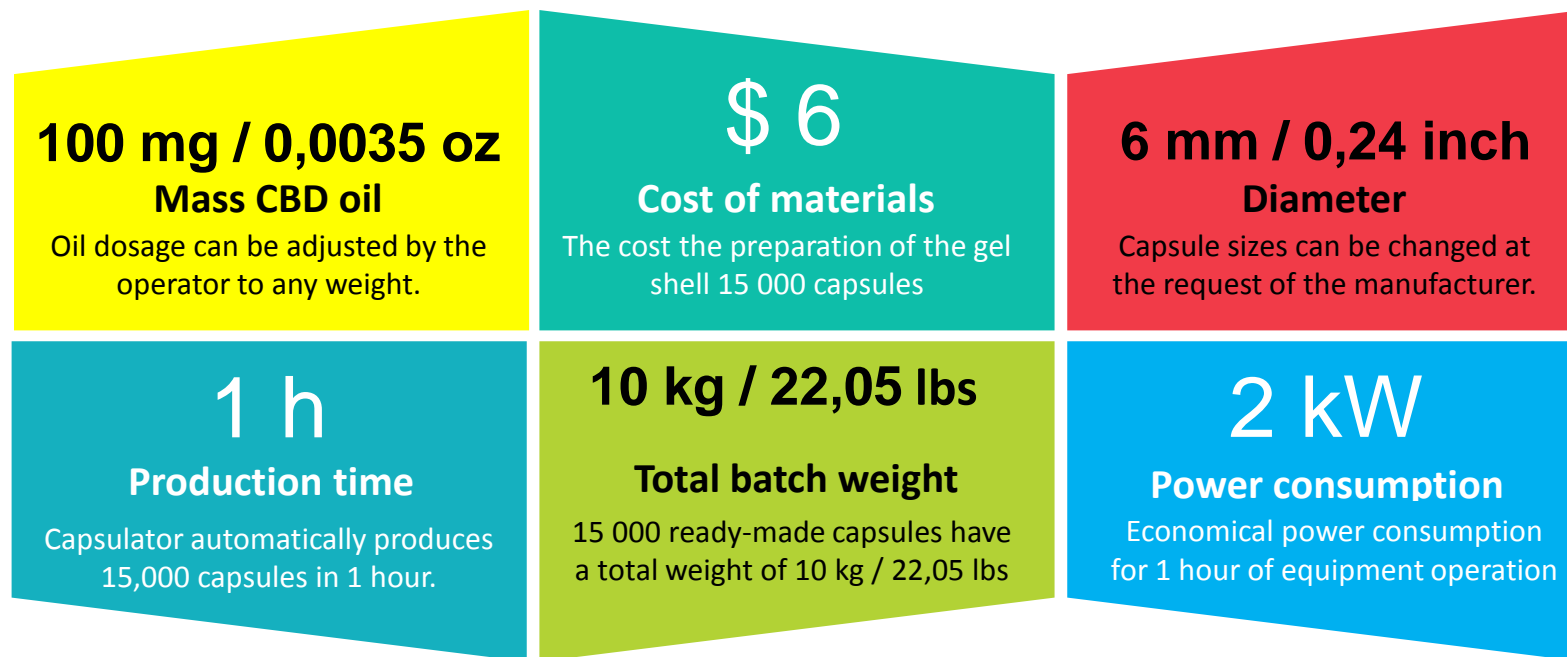 100 mg / 0,0035 oz
Mass CBD oil
Oil dosage can be adjusted by the
operator to any weight.
$ 6
Cost of materials
The cost the preparation of the gel
shell 15 000 capsules
6 mm / 0,24 inch
Diameter
Capsule sizes can be changed at
the request of the manufacturer.
1 h
Production time
Capsulator automatically produces
15,000 capsules in 1 hour.
10 kg / 22,05 lbs
Total batch weight
15 000 ready-made capsules have
a total weight of 10 kg / 22,05 lbs
2 kW
Power consumption
Economical power consumption
for 1 hour of equipment operation